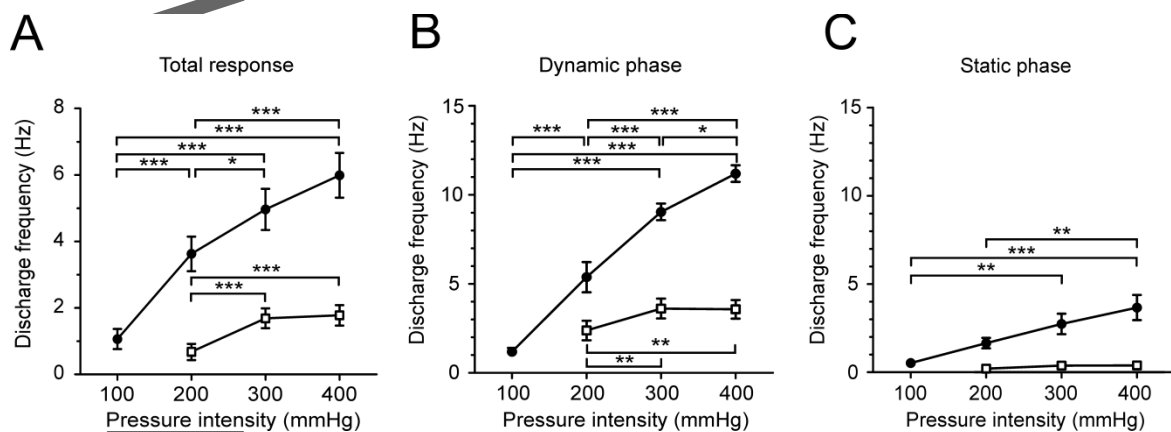 A
Total response
Discharge frequency (Hz)
8
6
4
2
0
***
***
***
***
*
***
***
100 200 300 400
Pressure intensity (mmHg)
B
Dynamic phase
Discharge frequency (Hz)
15
10
5
0
***
***
***
*
***
***
**
**
100 200 300 400
Pressure intensity (mmHg)
C
Static phase
Discharge frequency (Hz)
15
10
5
0
**
***
**
100 200 300 400
Pressure intensity (mmHg)